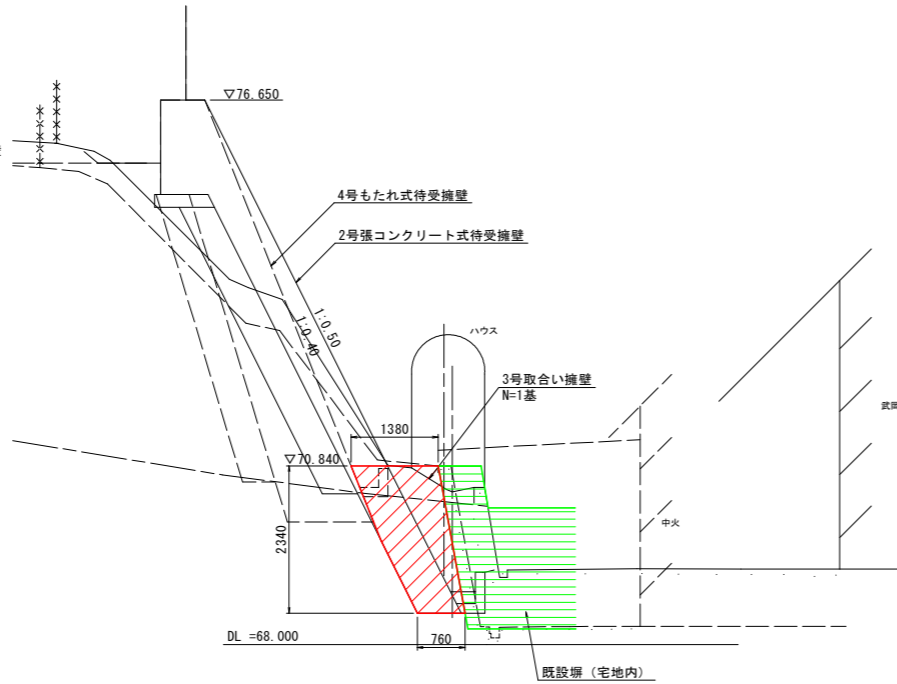 ▽76.650
4号もたれ式待受擁壁
2号張コンクリート式待受擁壁
1:0.50
1:0.40
ハウス
3号取合い擁壁
N=1基
1380
▽70.840
2340
武岡
中火
DL =68.000
760
既設塀（宅地内）